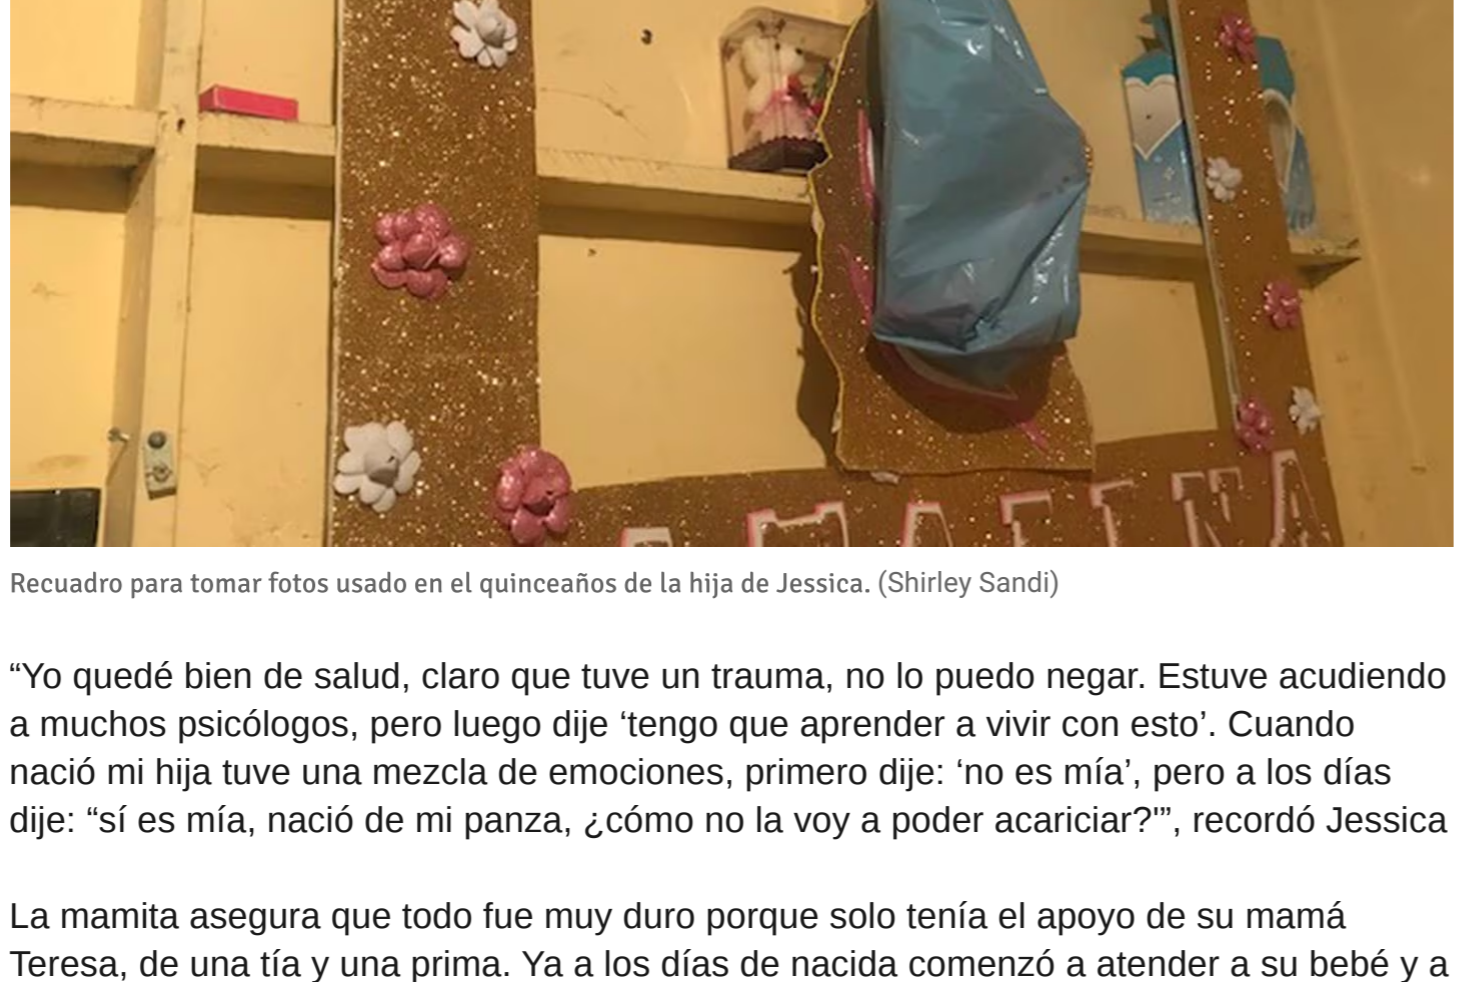 Recuadro para tomar fotos usado en el quinceaños de la hija de Jessica. (Shirley Sandi)
“Yo quedé bien de salud, claro que tuve un trauma, no lo puedo negar. Estuve acudiendo
a muchos psicólogos, pero luego dije ‘tengo que aprender a vivir con esto’. Cuando
nació mi hija tuve una mezcla de emociones, primero dije: ‘no es mía’, pero a los días
dije: “sí es mía, nació de mi panza, ¿cómo no la voy a poder acariciar?'”, recordó Jessica
La mamita asegura que todo fue muy duro porque solo tenía el apoyo de su mamá
Teresa, de una tía y una prima. Ya a los días de nacida comenzó a atender a su bebé y a